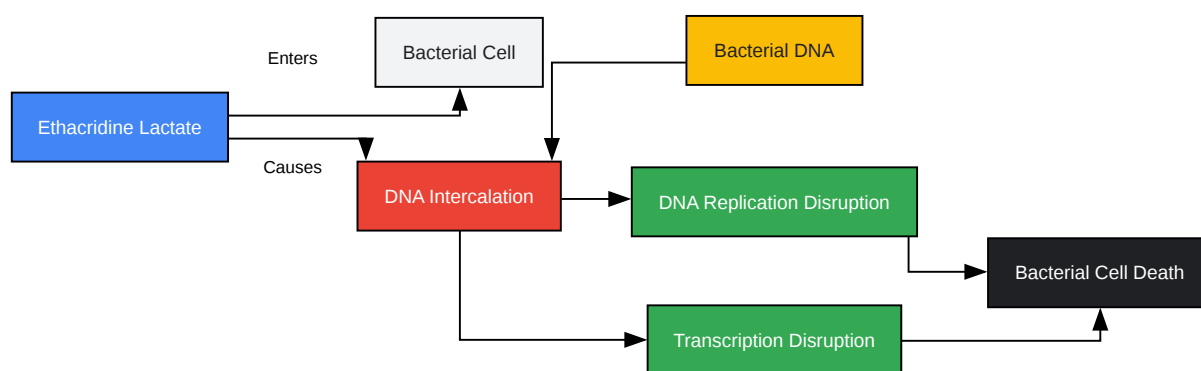 Enters
Bacterial Cell
Bacterial DNA
Ethacridine Lactate
Causes
DNA Intercalation
DNA Replication Disruption
Bacterial Cell Death
Transcription Disruption